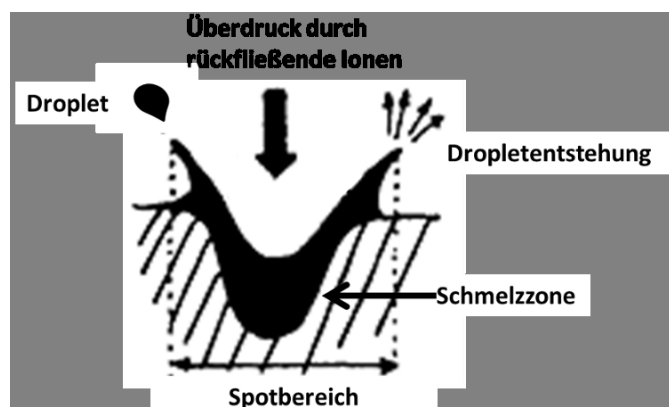 Überdruck durch
rückfließende Ionen
Droplet
Dropletentstehung
Schmelzzone
Spotbereich